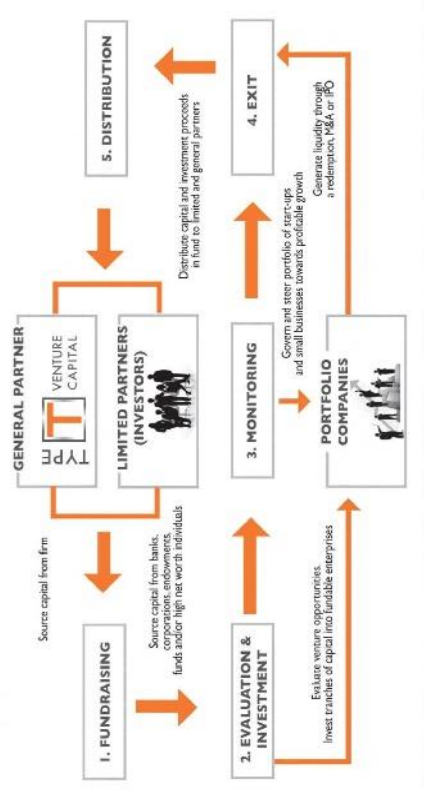 GENERAL PARTNER
TYPE T VENTURE
CAPITAL
LIMITED PARTNERS
(INVESTORS)
Source capital from firm
Source capital from banks,
corporations, endowments,
funds and/or high net worth individuals
1. FUNDRAISING
2. EVALUATION &
INVESTMENT
Evaluate venture opportunities.
Invest tranches of capital into fundable enterprises
3. MONITORING
Govern and steer portfolio of start-ups
and small businesses towards profitable growth
PORTFOLIO
COMPANIES
4. EXIT
Generate liquidity through
a redemption, M&A or IPO
5. DISTRIBUTION
Distribute capital and investment proceeds
in fund to limited and general partners